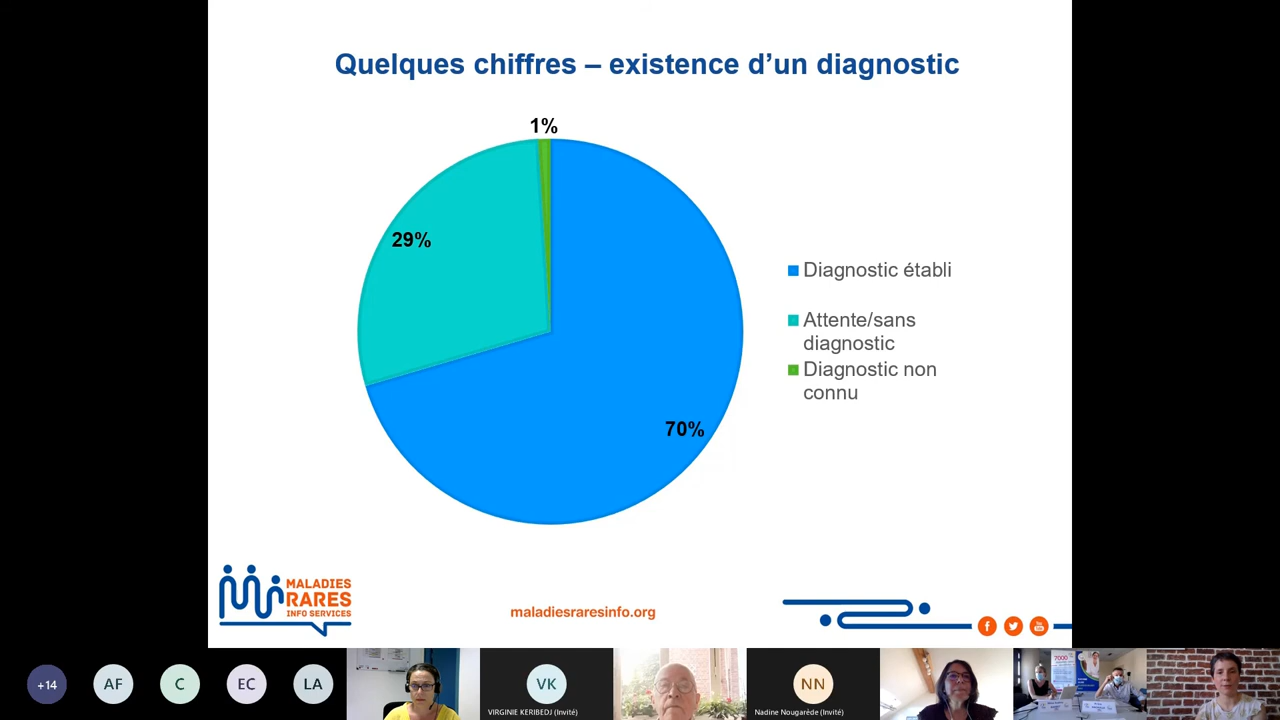 Quelques chiffres – existence d’un diagnostic
1%
29%
70%
Diagnostic établi
Attente/sans
diagnostic
Diagnostic non
connu
MALADIES
RARES
INFO SERVICES
maladiesraresinfo.org
+14
AF
C
EC
LA
VK
VIRGINIE KERIBEDJ (Invité)
NN
Nadine Nougarède (Invité)
7000